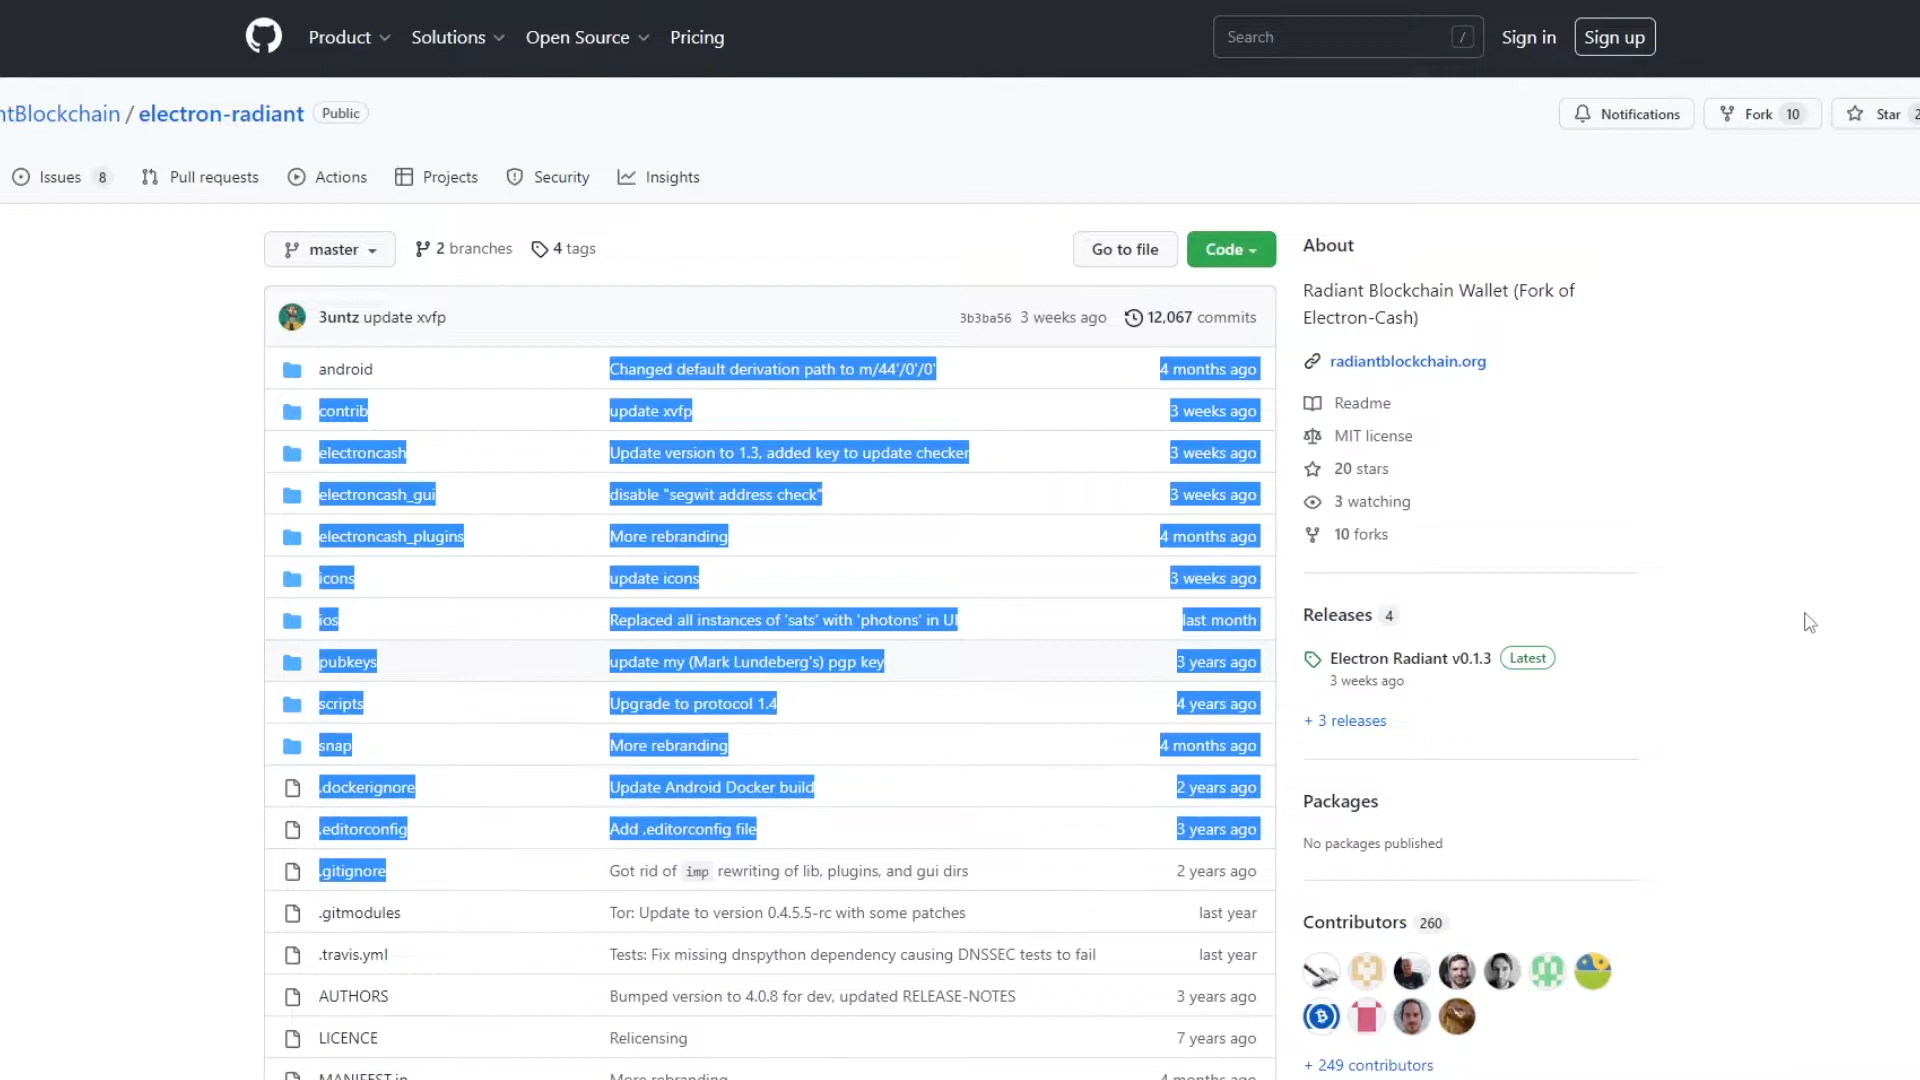 Product Solutions Open Source Pricing Search / Sign in Sign up
ntBlockchain / electron-radiant Public Notifications Fork 10 Star 2
Issues 8 Pull requests Actions Projects Security Insights
master 2 branches 4 tags Go to file Code
3untz update xvfp 3b3ba56 3 weeks ago 12,067 commits
android Changed default derivation path to m/44'/0'/0' 4 months ago
contrib update xvfp 3 weeks ago
electroncash Update version to 1.3, added key to update checker 3 weeks ago
electroncash_gui disable "segwit address check" 3 weeks ago
electroncash_plugins More rebranding 4 months ago
icons update icons 3 weeks ago
ios Replaced all instances of 'sats' with 'photons' in UI last month
pubkeys update my (Mark Lundeberg's) pgp key 3 years ago
scripts Upgrade to protocol 1.4 4 years ago
snap More rebranding 4 months ago
.dockerignore Update Android Docker build 2 years ago
.editorconfig Add .editorconfig file 3 years ago
.gitignore Got rid of imp rewriting of lib, plugins, and gui dirs 2 years ago
.gitmodules Tor: Update to version 0.4.5.5-rc with some patches last year
.travis.yml Tests: Fix missing dnspython dependency causing DNSSEC tests to fail last year
AUTHORS Bumped version to 4.0.8 for dev, updated RELEASE-NOTES 3 years ago
LICENCE Relicensing 7 years ago
MANIFEST.in More rebranding 4 months ago
About
Radiant Blockchain Wallet (Fork of
Electron-Cash)
radiantblockchain.org
Readme
MIT license
20 stars
3 watching
10 forks
Releases 4
Electron Radiant v0.1.3 Latest
3 weeks ago
+ 3 releases
Packages
No packages published
Contributors 260
+ 249 contributors